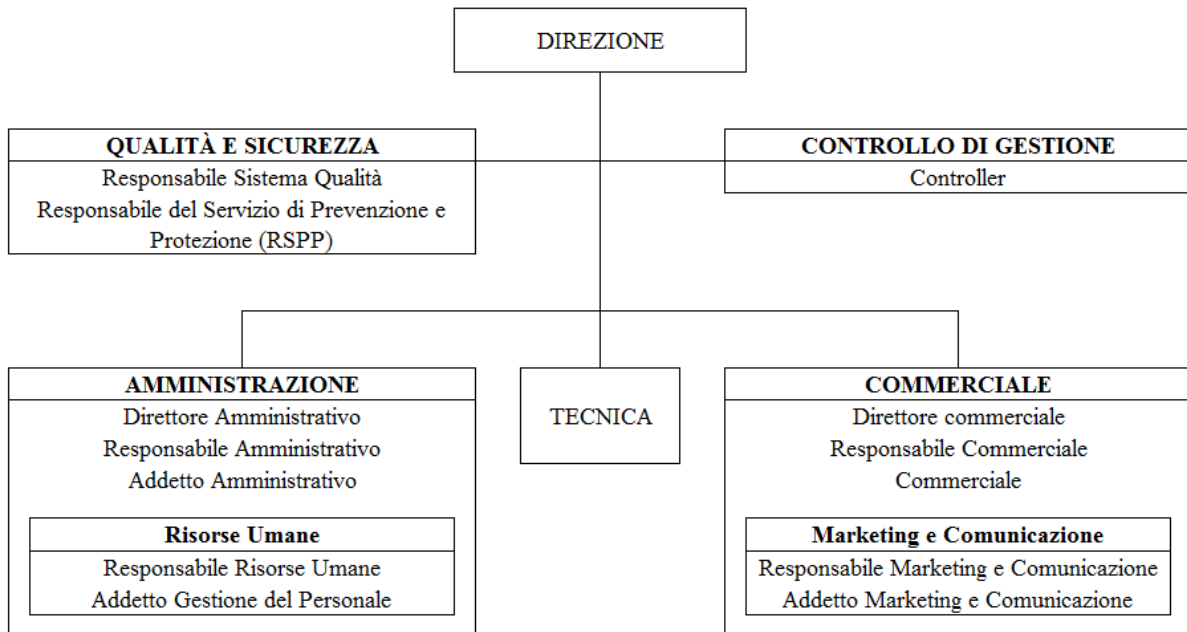 DIREZIONE
QUALITÀ E SICUREZZA
Responsabile Sistema Qualità
Responsabile del Servizio di Prevenzione e
Protezione (RSPP)
CONTROLLO DI GESTIONE
Controller
AMMINISTRAZIONE
Direttore Amministrativo
Responsabile Amministrativo
Addetto Amministrativo
Risorse Umane
Responsabile Risorse Umane
Addetto Gestione del Personale
TECNICA
COMMERCIALE
Direttore commerciale
Responsabile Commerciale
Commerciale
Marketing e Comunicazione
Responsabile Marketing e Comunicazione
Addetto Marketing e Comunicazione